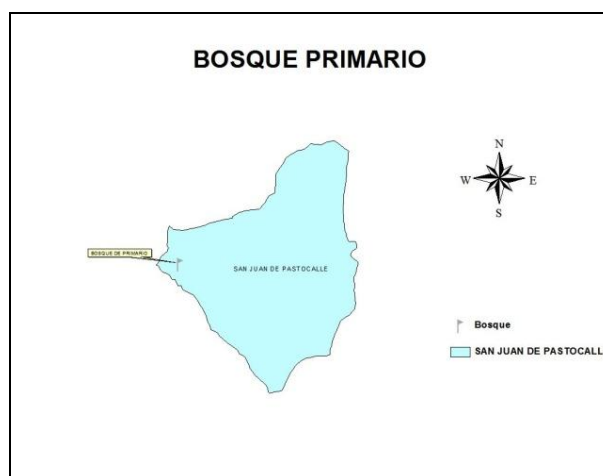 BOSQUE PRIMARIO
N
W E
S
BOSQUE DE PRIMARIO
SAN JUAN DE PASTOCALLE
Bosque
SAN JUAN DE PASTOCALL